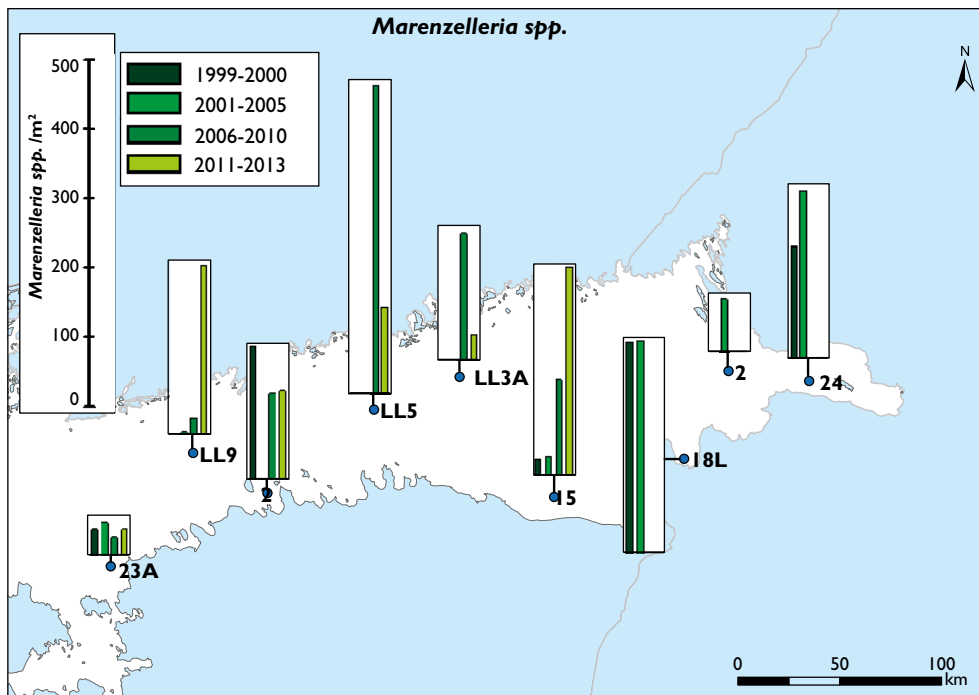 Marenzelleria spp.
N
Marenzelleria spp. /m²
500
400
300
200
100
0
1999-2000
2001-2005
2006-2010
2011-2013
LL9
2
LL5
LL3A
15
18L
2
24
23A
0 50 100
km